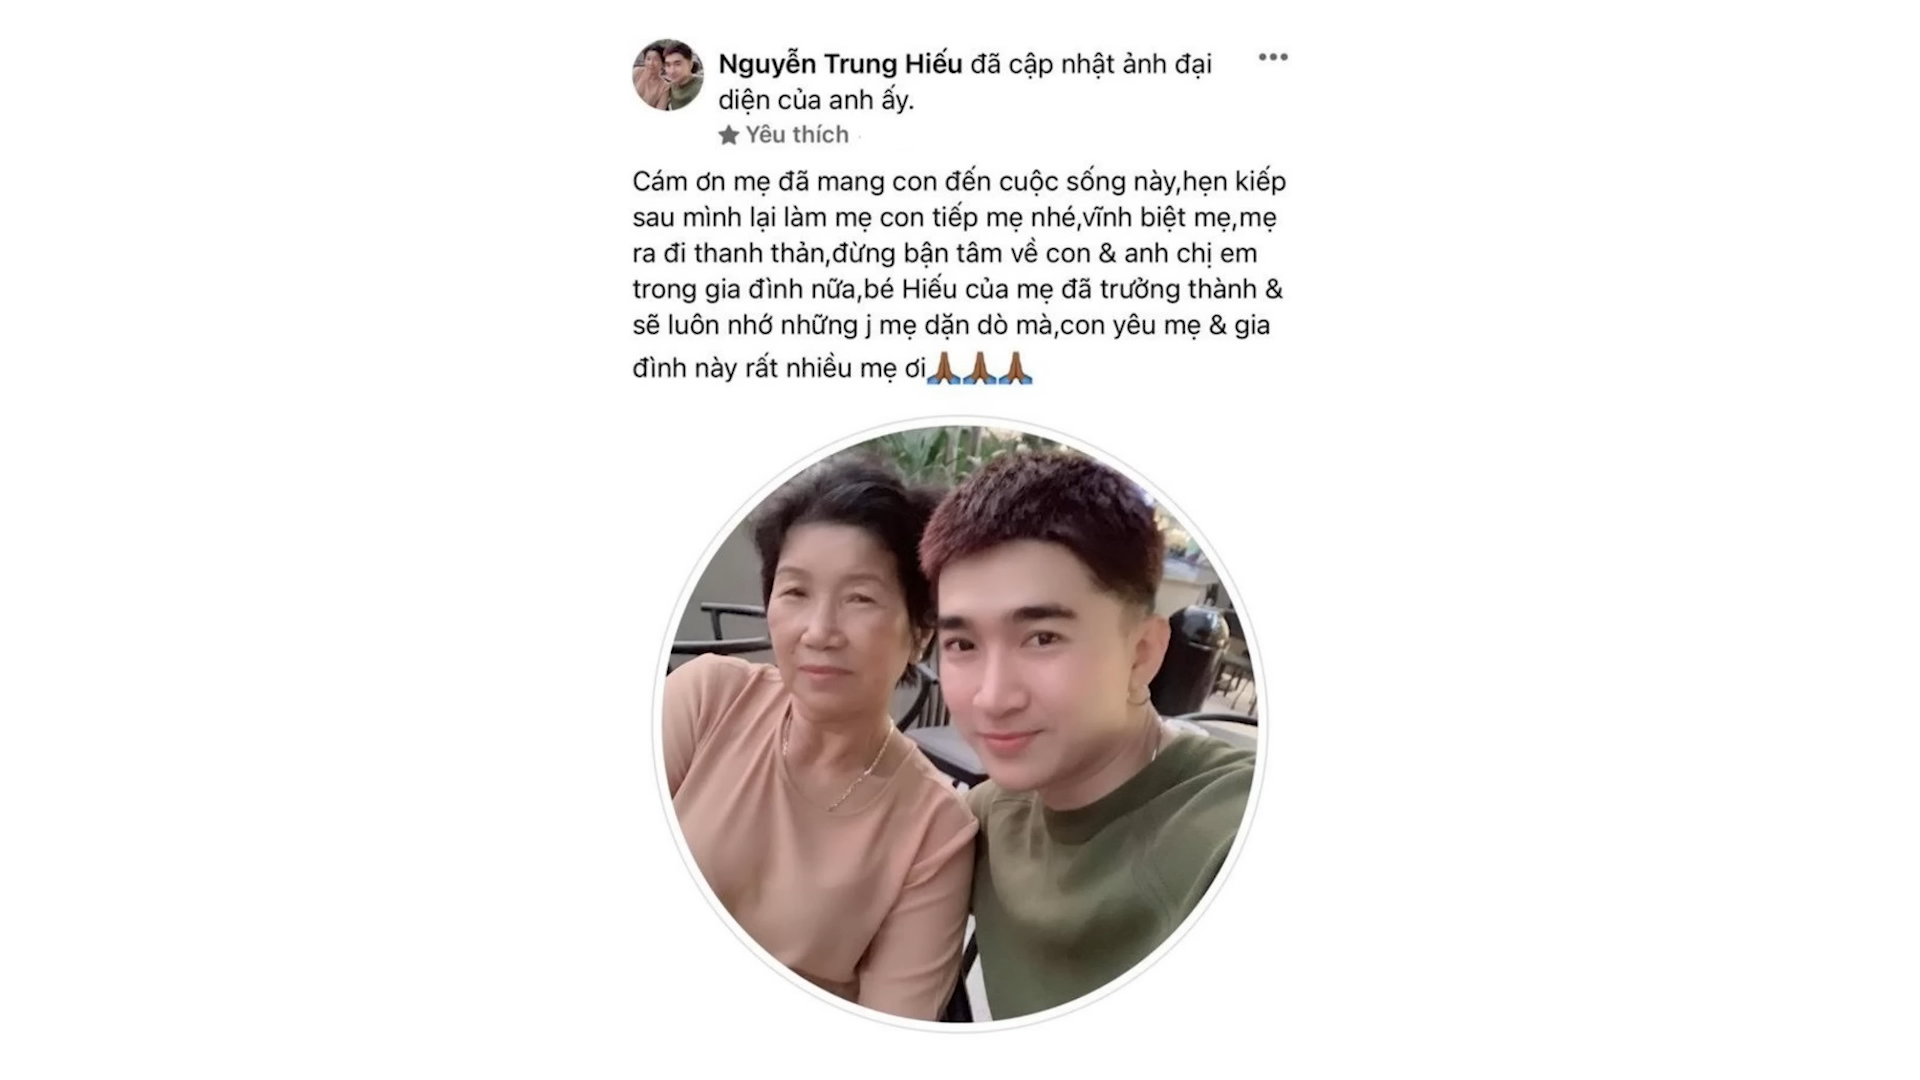 Nguyễn Trung Hiếu đã cập nhật ảnh đại
diện của anh ấy.
Yêu thích
Cám ơn mẹ đã mang con đến cuộc sống này,hẹn kiếp
sau mình lại làm mẹ con tiếp mẹ nhé,vĩnh biệt mẹ,mẹ
ra đi thanh thản,đừng bận tâm về con & anh chị em
trong gia đình nữa,bé Hiếu của mẹ đã trưởng thành &
sẽ luôn nhớ những j mẹ dặn dò mà,con yêu mẹ & gia
đình này rất nhiều mẹ ơi🙏🏾🙏🏾🙏🏾